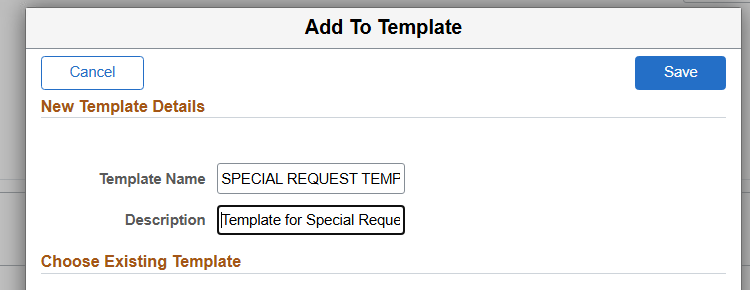 Add To Template
Cancel
Save
New Template Details
Template Name SPECIAL REQUEST TEMP
Description Template for Special Reque
Choose Existing Template